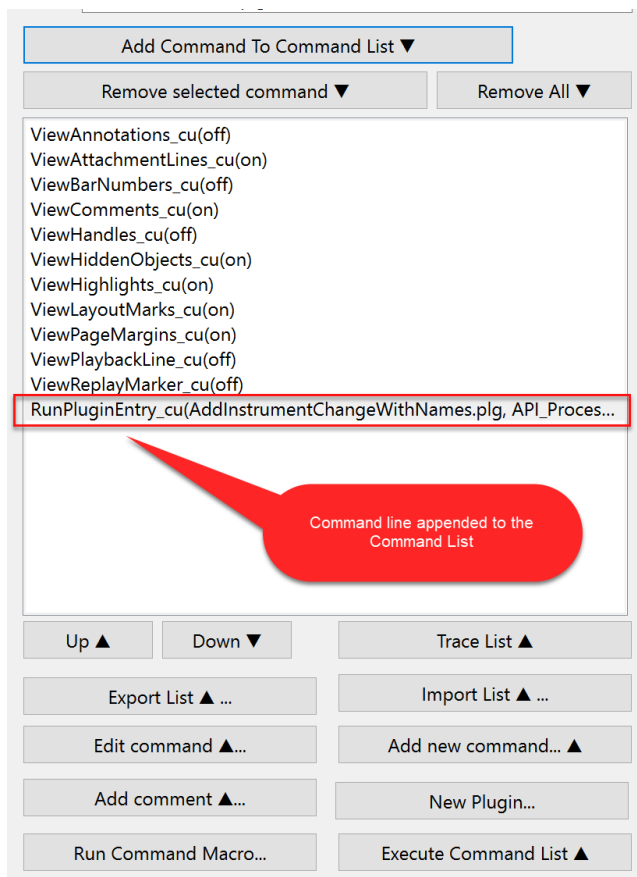 Add Command To Command List ▼
Remove selected command ▼
Remove All ▼
ViewAnnotations_cu(off)
ViewAttachmentLines_cu(on)
ViewBarNumbers_cu(off)
ViewComments_cu(on)
ViewHandles_cu(off)
ViewHiddenObjects_cu(on)
ViewHighlights_cu(on)
ViewLayoutMarks_cu(on)
ViewPageMargins_cu(on)
ViewPlaybackLine_cu(off)
ViewReplayMarker_cu(off)
RunPluginEntry_cu(AddInstrumentChangeWithNames.plg, API_Proces...
Command line appended to the
Command List
Up ▲
Down ▼
Trace List ▲
Export List ▲ ...
Import List ▲ ...
Edit command ▲...
Add new command... ▲
Add comment ▲...
New Plugin...
Run Command Macro...
Execute Command List ▲